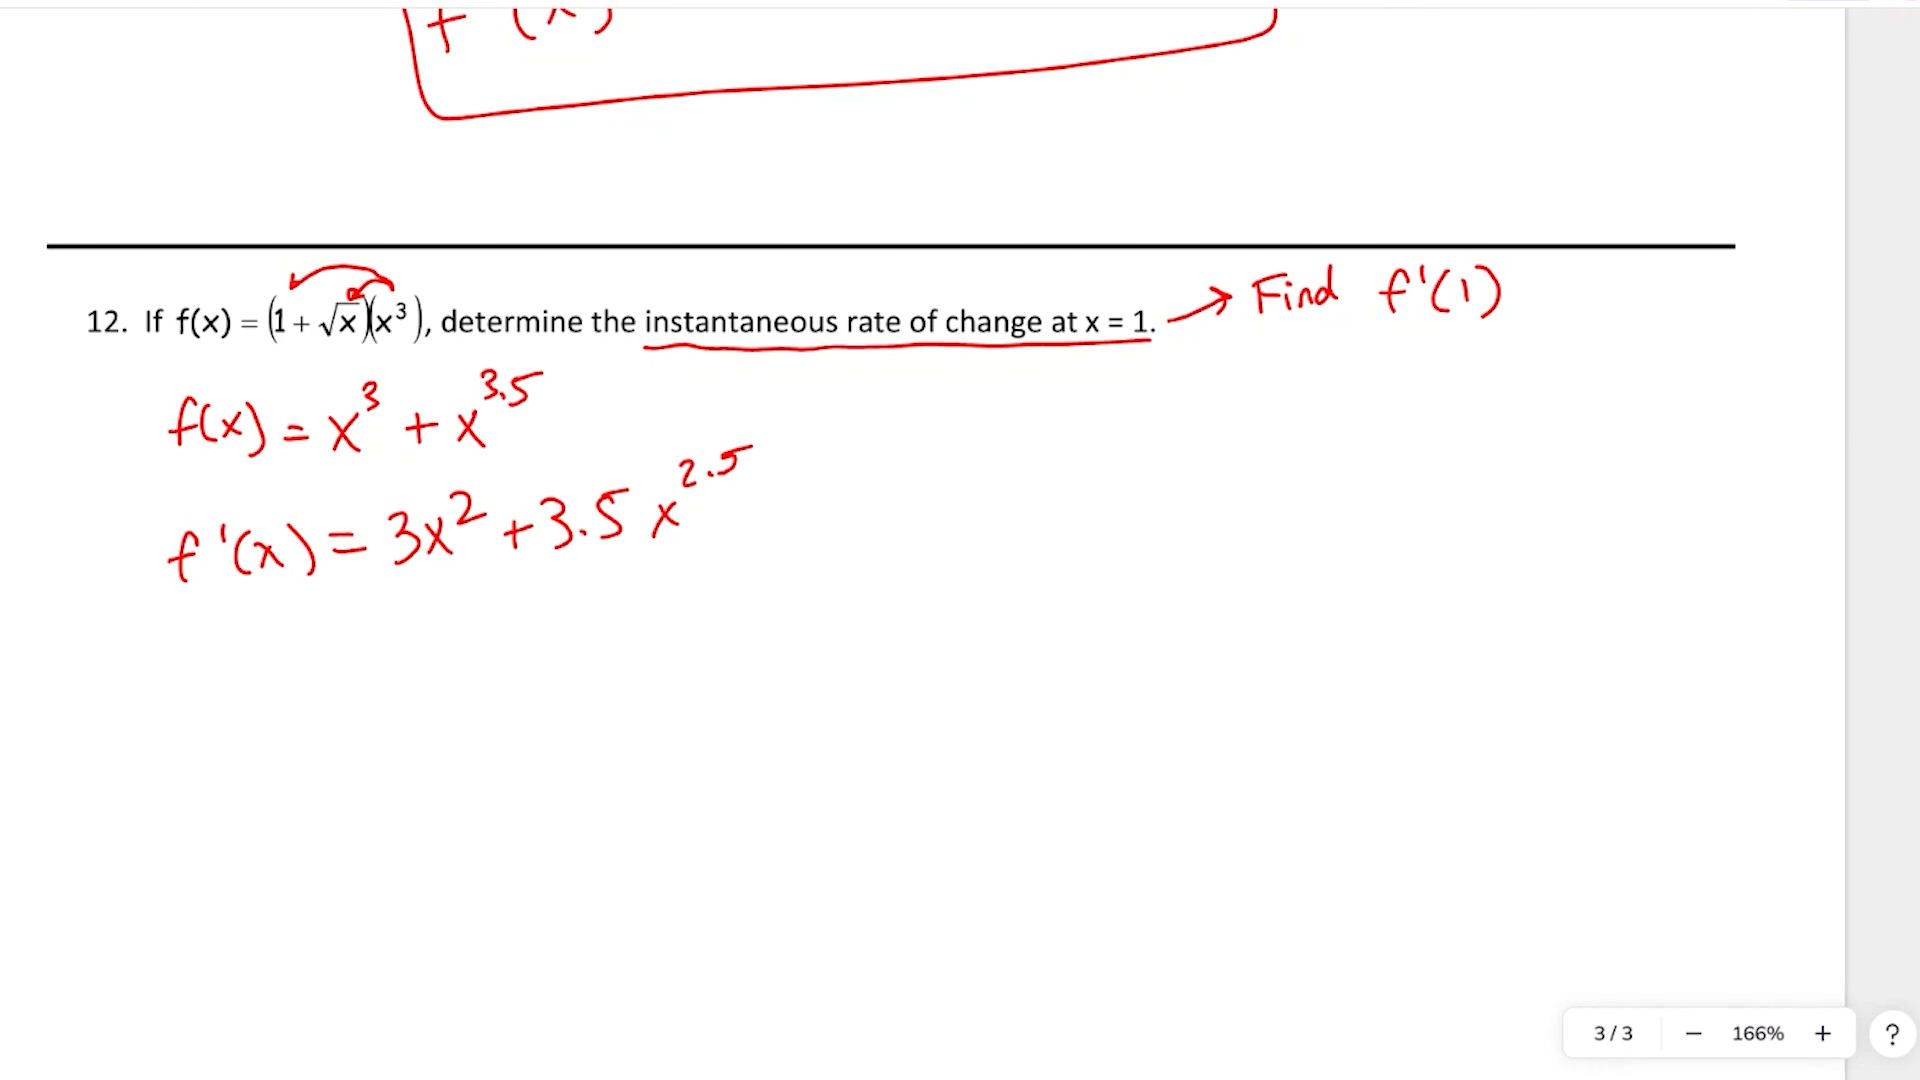 f'(x)
12. If f(x) = (1 + √x)(x³), determine the instantaneous rate of change at x = 1. → Find f'(1)
f(x) = x³ + x^3.5
f'(x) = 3x² + 3.5 x^2.5
3 / 3 − 166% + ?